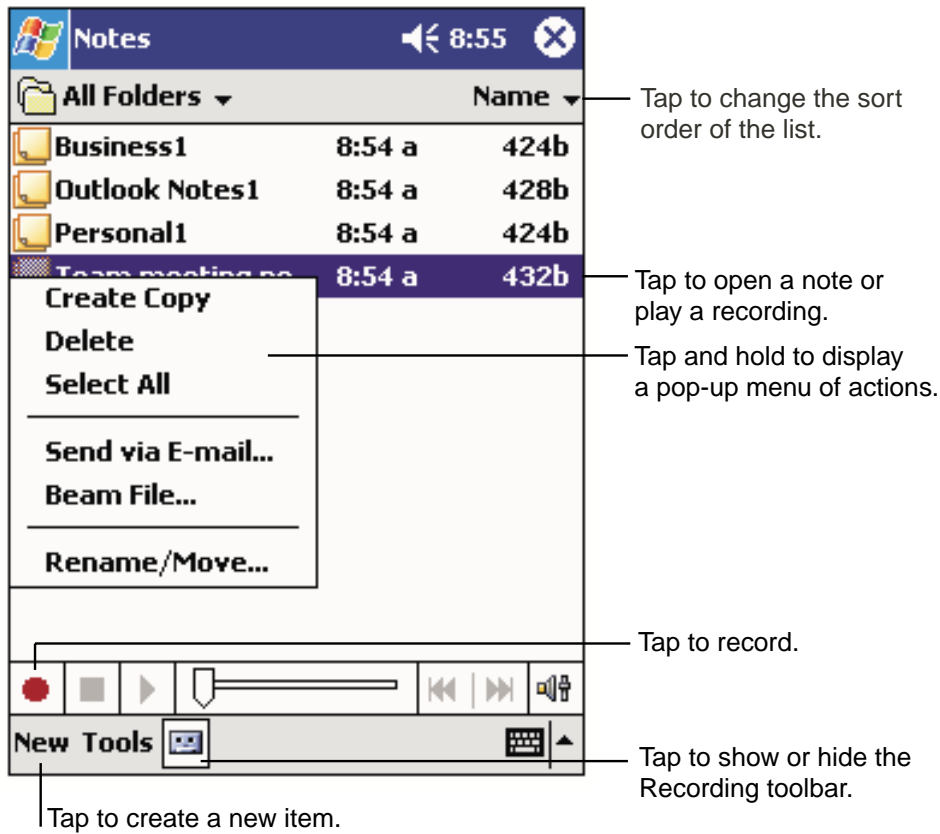 Notes 8:55
All Folders Name
Tap to change the sort
order of the list.
Business1 8:54 a 424b
Outlook Notes1 8:54 a 428b
Personal1 8:54 a 424b
Team meeting no 8:54 a 432b
Tap to open a note or
play a recording.
Create Copy
Delete
Select All
Tap and hold to display
a pop-up menu of actions.
Send via E-mail...
Beam File...
Rename/Move...
Tap to record.
New Tools
Tap to show or hide the
Recording toolbar.
Tap to create a new item.